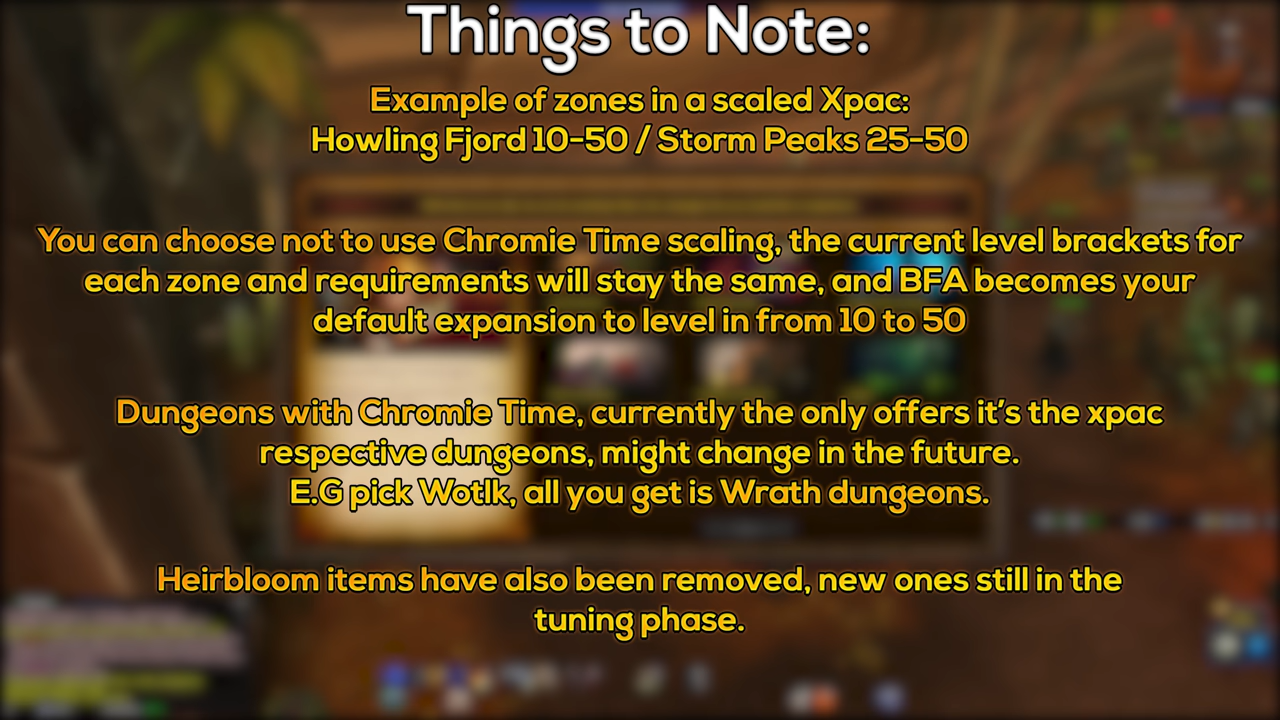 Things to Note:
Example of zones in a scaled Xpac:
Howling Fjord 10-50 / Storm Peaks 25-50
You can choose not to use Chromie Time scaling, the current level brackets for
each zone and requirements will stay the same, and BFA becomes your
default expansion to level in from 10 to 50
Dungeons with Chromie Time, currently the only offers it's the xpac
respective dungeons, might change in the future.
E.G pick Wotlk, all you get is Wrath dungeons.
Heirbloom items have also been removed, new ones still in the
tuning phase.